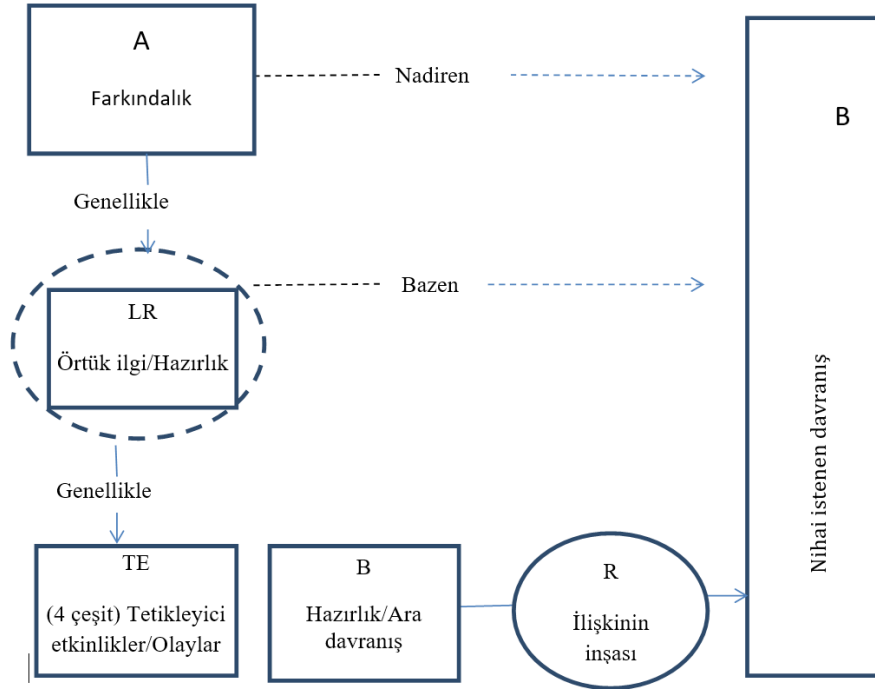 A
Farkındalık
Nadiren
B
Genellikle
Bazen
LR
Örtük ilgi/Hazırlık
Nihai istenen davranış
Genellikle
TE
(4 çeşit) Tetikleyici
etkinlikler/Olaylar
B
Hazırlık/Ara
davranış
R
İlişkinin
inşası